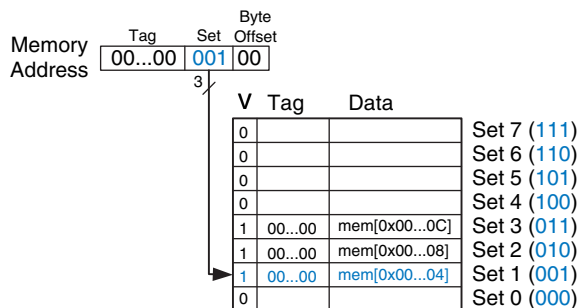 Memory Address
Tag Set Byte Offset
00...00 001 00
3
V Tag Data
0 Set 7 (111)
0 Set 6 (110)
0 Set 5 (101)
0 Set 4 (100)
1 00...00 mem[0x00...0C] Set 3 (011)
1 00...00 mem[0x00...08] Set 2 (010)
1 00...00 mem[0x00...04] Set 1 (001)
0 Set 0 (000)